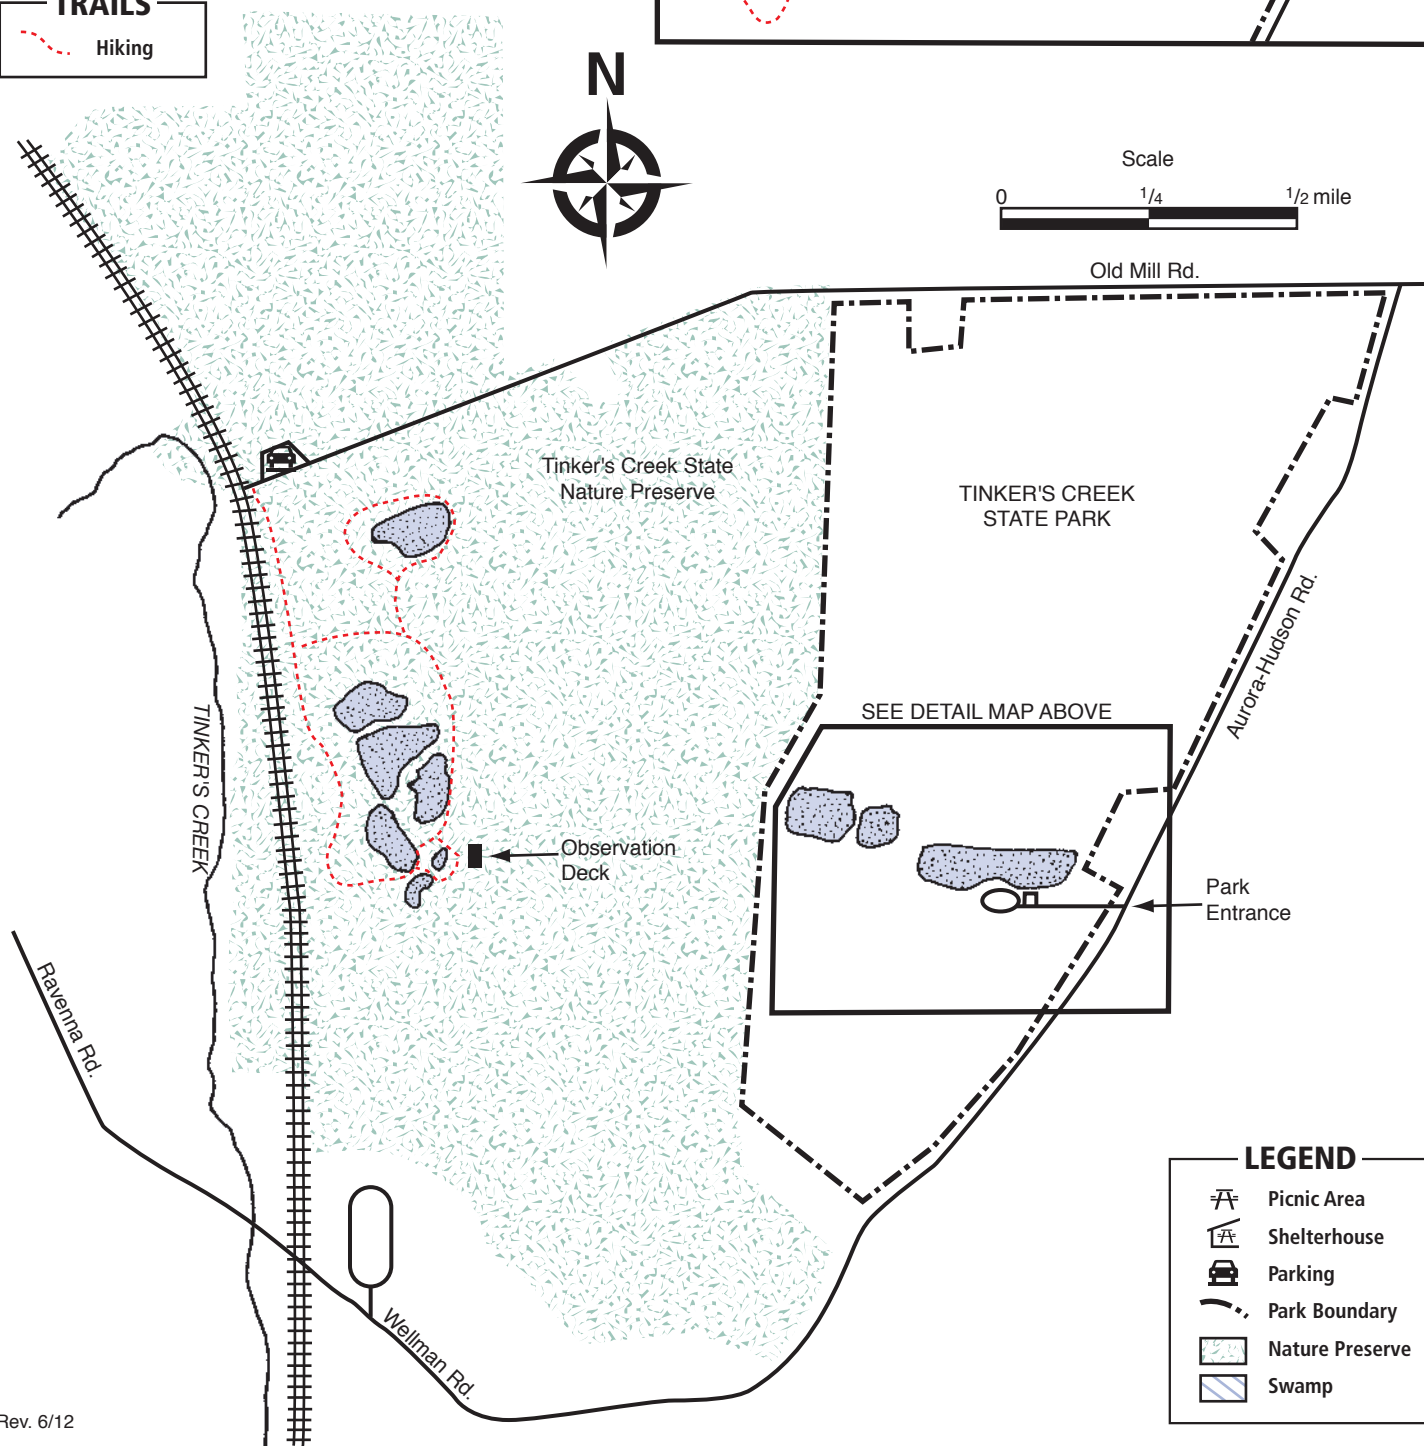 TRAILS
Hiking
N
Scale
0 1/4 1/2 mile
Old Mill Rd.
Tinker's Creek State
Nature Preserve
TINKER'S CREEK
STATE PARK
Aurora-Hudson Rd.
SEE DETAIL MAP ABOVE
TINKER'S CREEK
Observation
Deck
Park
Entrance
Ravenna Rd.
Wellman Rd.
LEGEND
Picnic Area
Shelterhouse
Parking
Park Boundary
Nature Preserve
Swamp
Rev. 6/12